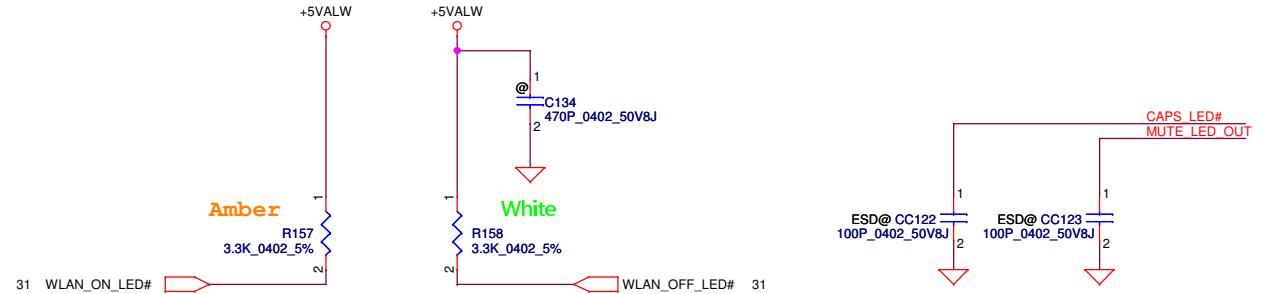 +5VALW
+5VALW
1
@
C134
470P_0402_50V8J
2
CAPS_LED#
MUTE_LED_OUT
1
Amber
R157
3.3K_0402_5%
2
1
White
R158
3.3K_0402_5%
2
1
ESD@ CC122
100P_0402_50V8J
2
1
ESD@ CC123
100P_0402_50V8J
2
31 WLAN_ON_LED#
WLAN_OFF_LED# 31